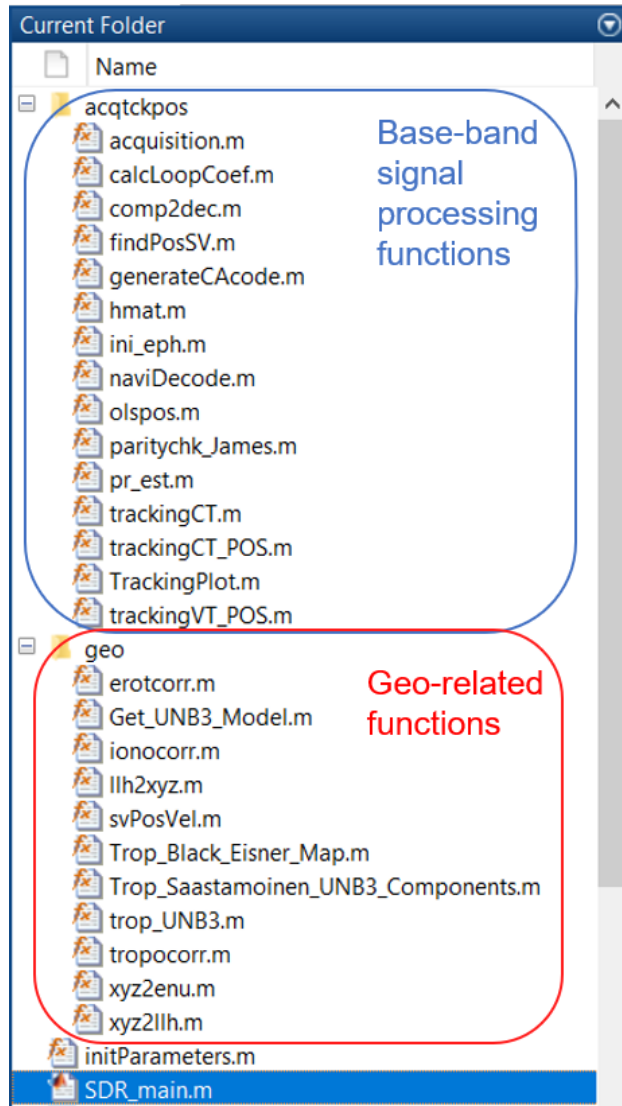 Current Folder
Name
acqtckpos
acquisition.m
calcLoopCoef.m
comp2dec.m
findPosSV.m
generateCAcode.m
hmat.m
ini_eph.m
naviDecode.m
olspos.m
paritychk_James.m
pr_est.m
trackingCT.m
trackingCT_POS.m
TrackingPlot.m
trackingVT_POS.m
Base-band
signal
processing
functions
geo
erotcorr.m
Get_UNB3_Model.m
ionocorr.m
llh2xyz.m
svPosVel.m
Trop_Black_Eisner_Map.m
Trop_Saastamoinen_UNB3_Components.m
trop_UNB3.m
tropocorr.m
xyz2enu.m
xyz2llh.m
Geo-related
functions
initParameters.m
SDR_main.m